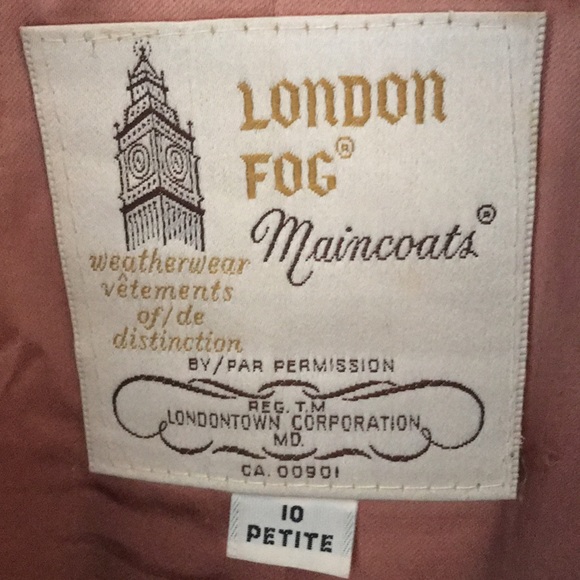 LONDON
FOG®
Maincoats®
weatherwear
vêtements
of/de
distinction
BY/PAR PERMISSION
REG. T.M
LONDONTOWN CORPORATION
MD.
CA. 00901
10
PETITE